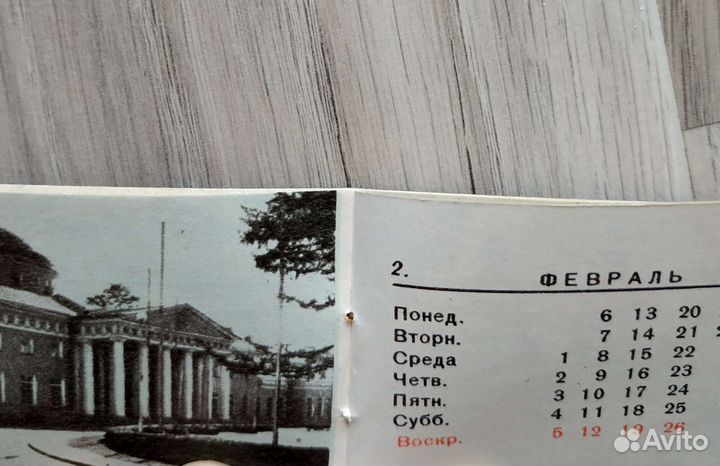 2.
ФЕВРАЛЬ
Понед. 6 13 20
Вторн. 7 14 21
Среда 1 8 15 22
Четв. 2 9 16 23
Пятн. 3 10 17 24
Субб. 4 11 18 25
Воскр. 5 12 19 26
Avito